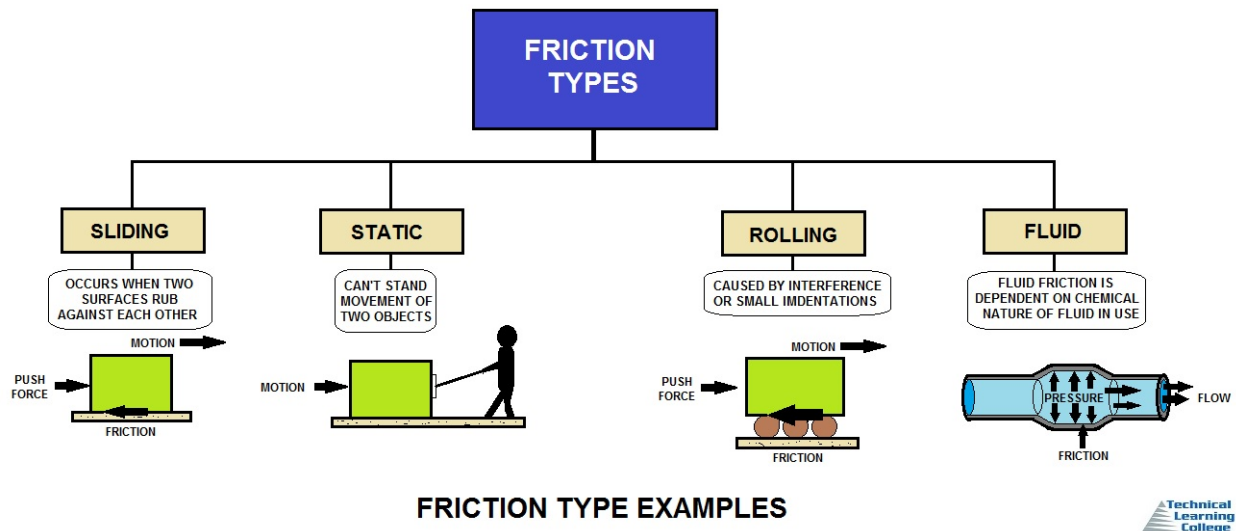 FRICTION
TYPES
SLIDING
STATIC
ROLLING
FLUID
OCCURS WHEN TWO
SURFACES RUB
AGAINST EACH OTHER
CAN'T STAND
MOVEMENT OF
TWO OBJECTS
CAUSED BY INTERFERENCE
OR SMALL IMDENTATIONS
FLUID FRICTION IS
DEPENDENT ON CHEMICAL
NATURE OF FLUID IN USE
MOTION
PUSH
FORCE
FRICTION
MOTION
MOTION
PUSH
FORCE
FRICTION
PRESSURE
FLOW
FRICTION
FRICTION TYPE EXAMPLES
Technical
Learning
College